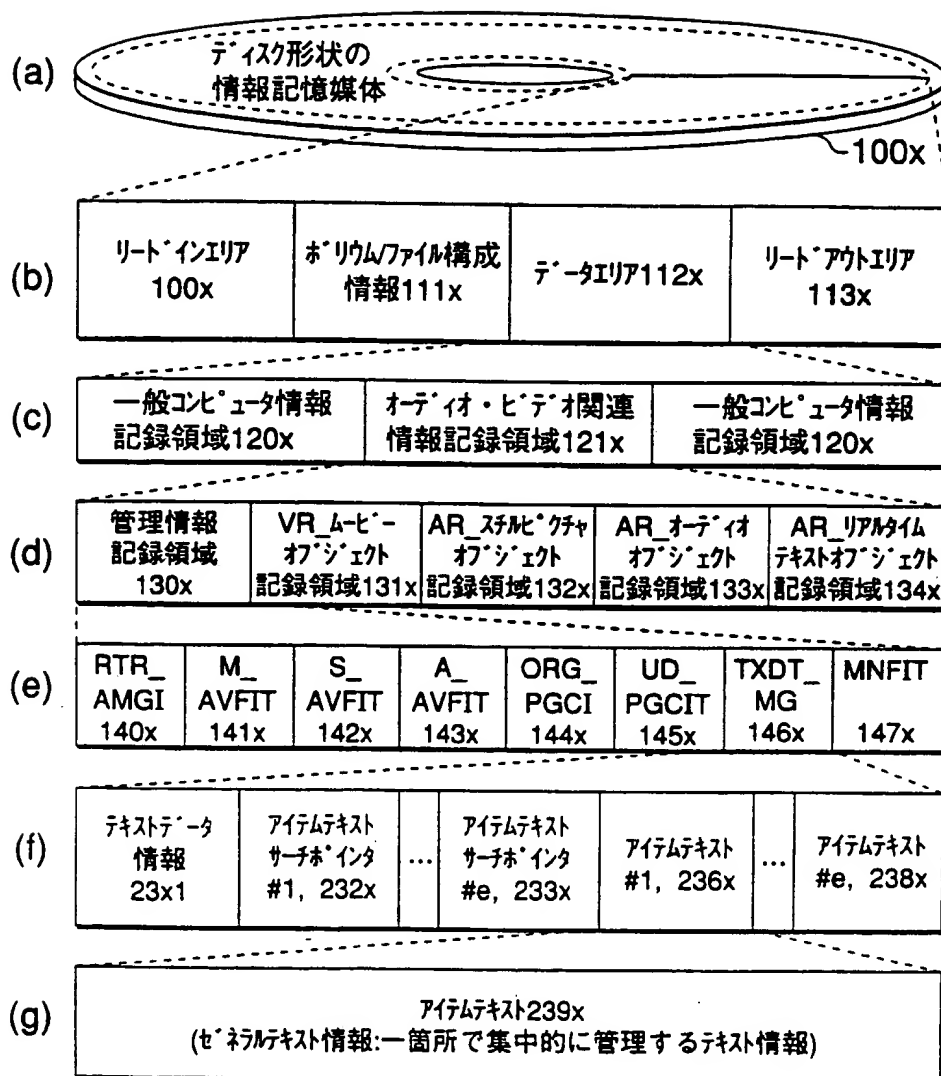 (a)
ディスク形状の
情報記憶媒体
100x
(b)
リードインエリア
100x
ボリウム/ファイル構成
情報111x
データエリア112x
リードアウトエリア
113x
(c)
一般コンピュータ情報
記録領域120x
オーディオ・ビデオ関連
情報記録領域121x
一般コンピュータ情報
記録領域120x
(d)
管理情報
記録領域
130x
VR_ムービー
オブジェクト
記録領域131x
AR_スチルピクチャ
オブジェクト
記録領域132x
AR_オーディオ
オブジェクト
記録領域133x
AR_リアルタイム
テキストオブジェクト
記録領域134x
(e)
RTR_
AMGI
140x
M_
AVFIT
141x
S_
AVFIT
142x
A_
AVFIT
143x
ORG_
PGCI
144x
UD_
PGCIT
145x
TXDT_
MG
146x
MNFIT
147x
(f)
テキストデータ
情報
23x1
アイテムテキスト
サーチポインタ
#1, 232x
...
アイテムテキスト
サーチポインタ
#e, 233x
アイテムテキスト
#1, 236x
...
アイテムテキスト
#e, 238x
(g)
アイテムテキスト239x
(ゼネラルテキスト情報:一箇所で集中的に管理するテキスト情報)